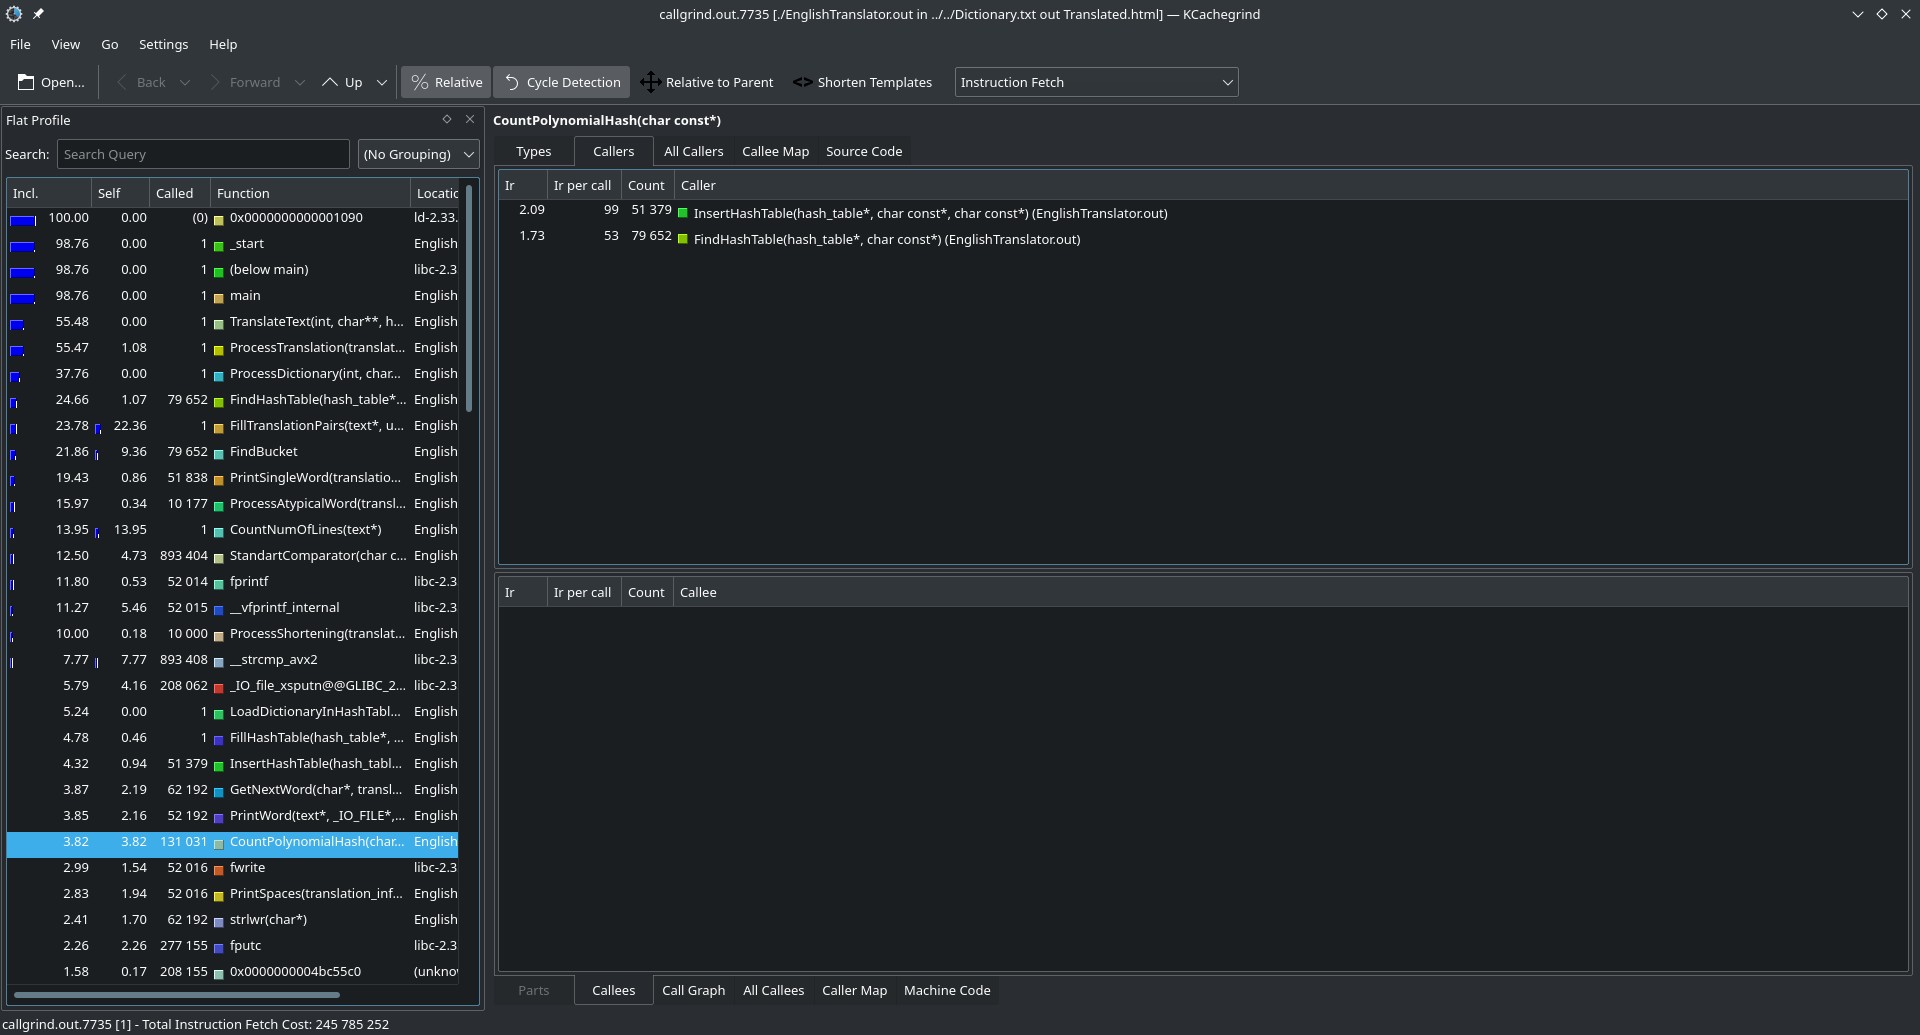 callgrind.out.7735 [./EnglishTranslator.out in ../../Dictionary.txt out Translated.html] — KCachegrind
File View Go Settings Help
Open... Back Forward Up Relative Cycle Detection Relative to Parent <> Shorten Templates Instruction Fetch
Flat Profile
Search: Search Query (No Grouping)
Incl. Self Called Function Locatic
100.00 0.00 (0) 0x0000000000001090 ld-2.33.
98.76 0.00 1 _start English
98.76 0.00 1 (below main) libc-2.3
98.76 0.00 1 main English
55.48 0.00 1 TranslateText(int, char**, h... English
55.47 1.08 1 ProcessTranslation(translat... English
37.76 0.00 1 ProcessDictionary(int, char... English
24.66 1.07 79 652 FindHashTable(hash_table*... English
23.78 22.36 1 FillTranslationPairs(text*, u... English
21.86 9.36 79 652 FindBucket English
19.43 0.86 51 838 PrintSingleWord(translatio... English
15.97 0.34 10 177 ProcessAtypicalWord(transl... English
13.95 13.95 1 CountNumOfLines(text*) English
12.50 4.73 893 404 StandartComparator(char c... English
11.80 0.53 52 014 fprintf libc-2.3
11.27 5.46 52 015 __vfprintf_internal libc-2.3
10.00 0.18 10 000 ProcessShortening(translat... English
7.77 7.77 893 408 __strcmp_avx2 libc-2.3
5.79 4.16 208 062 _IO_file_xsputn@@GLIBC_2... libc-2.3
5.24 0.00 1 LoadDictionaryInHashTabl... English
4.78 0.46 1 FillHashTable(hash_table*, ... English
4.32 0.94 51 379 InsertHashTable(hash_tabl... English
3.87 2.19 62 192 GetNextWord(char*, transl... English
3.85 2.16 52 192 PrintWord(text*, _IO_FILE*,... English
3.82 3.82 131 031 CountPolynomialHash(char... English
2.99 1.54 52 016 fwrite libc-2.3
2.83 1.94 52 016 PrintSpaces(translation_inf... English
2.41 1.70 62 192 strlwr(char*) English
2.26 2.26 277 155 fputc libc-2.3
1.58 0.17 208 155 0x0000000004bc55c0 (unknov
CountPolynomialHash(char const*)
Types Callers All Callers Callee Map Source Code
Ir Ir per call Count Caller
2.09 99 51 379 InsertHashTable(hash_table*, char const*, char const*) (EnglishTranslator.out)
1.73 53 79 652 FindHashTable(hash_table*, char const*) (EnglishTranslator.out)
Ir Ir per call Count Callee
Parts Callees Call Graph All Callees Caller Map Machine Code
callgrind.out.7735 [1] - Total Instruction Fetch Cost: 245 785 252